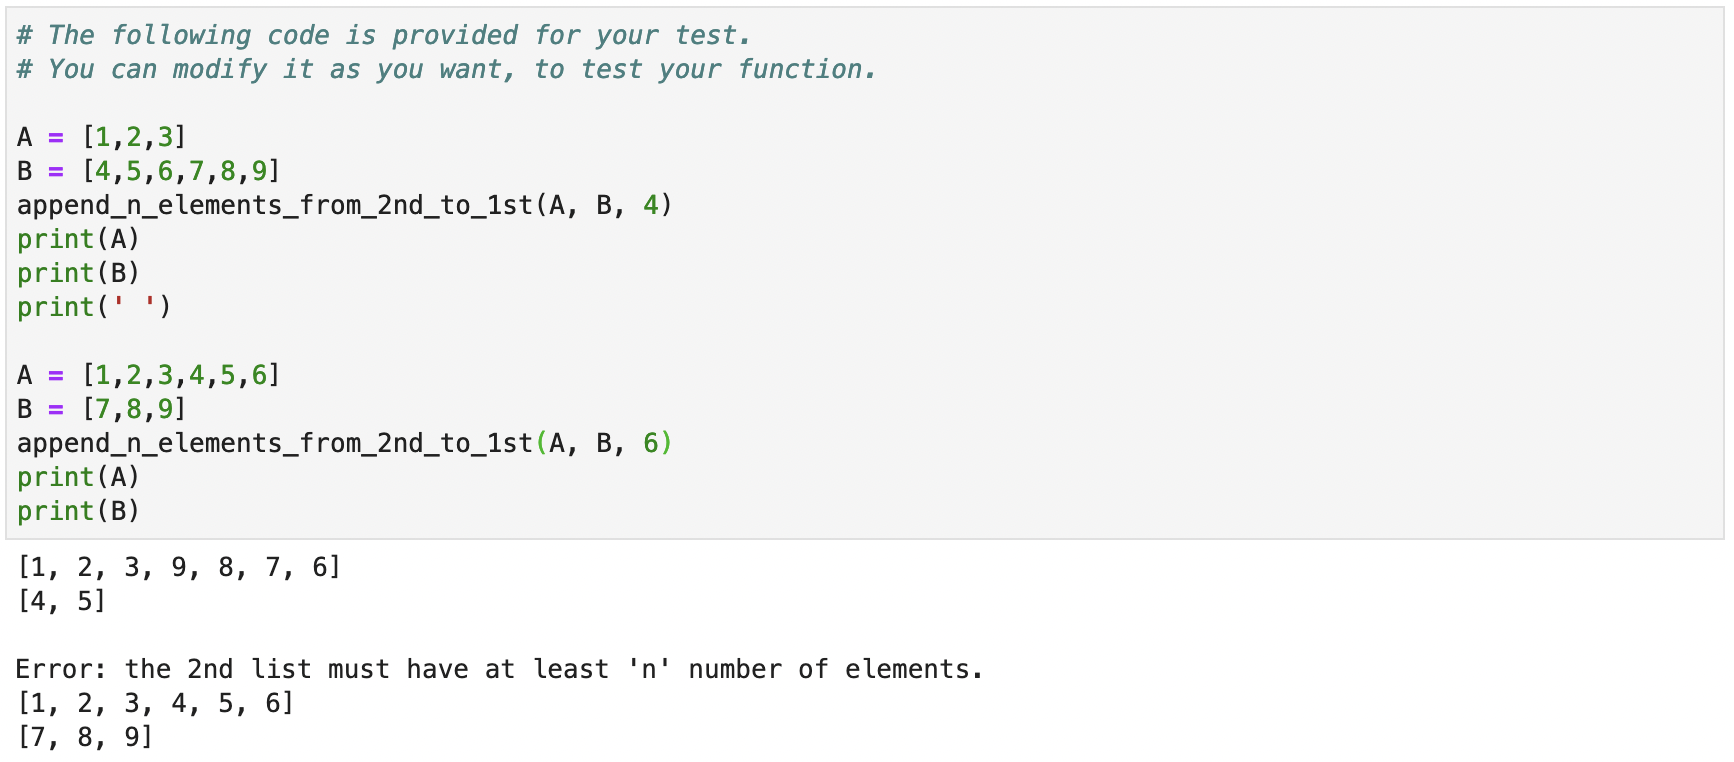 # The following code is provided for your test.
# You can modify it as you want, to test your function.
A = [1,2,3]
B = [4,5,6,7,8,9]
append_n_elements_from_2nd_to_1st(A, B, 4)
print(A)
print(B)
print(' ')
A = [1,2,3,4,5,6]
B = [7,8,9]
append_n_elements_from_2nd_to_1st(A, B, 6)
print(A)
print(B)
[1, 2, 3, 9, 8, 7, 6]
[4, 5]
Error: the 2nd list must have at least 'n' number of elements.
[1, 2, 3, 4, 5, 6]
[7, 8, 9]